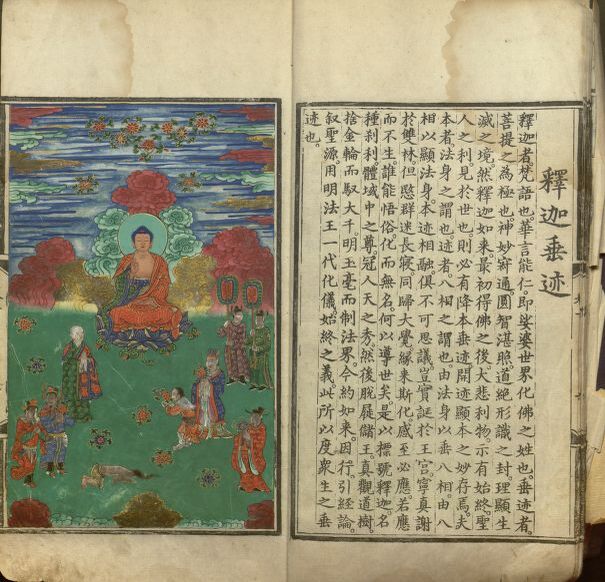 釋迦垂迹
釋迦者。梵語也。華言能仁。即娑婆世界化佛之姓也。垂迹者。
菩提之為極也。神妙寂通。圓智湛照。道絕形識之封。理顯生
滅之境。然釋迦如來。最初得佛之後。大悲利物。示有始終。聖
人之利見於世也。則必有降本垂迹。開迹顯本之妙存焉。夫
本者法身之謂也。迹者。八相之謂也。由法身以垂八相。由八
相以顯法身。本迹相融。俱不可思議。豈實誕於王宮。寧真謝
於雙林。但愍群迷長寢。同歸大覺。緣來斯化。感至必應。若應
而不生。誰能悟俗。化而無名。何以導世矣。是以標號釋迦。名
種剎利。體域中之尊。冠人天之秀。然後脫屣儲王。真觀道樹。
捨金輪而馭大千。明玉毫而制法界。今約如來。因行。引經論。
叙聖源。用明法王一代化儀。始終之義。此所以度衆生之垂
迹也。